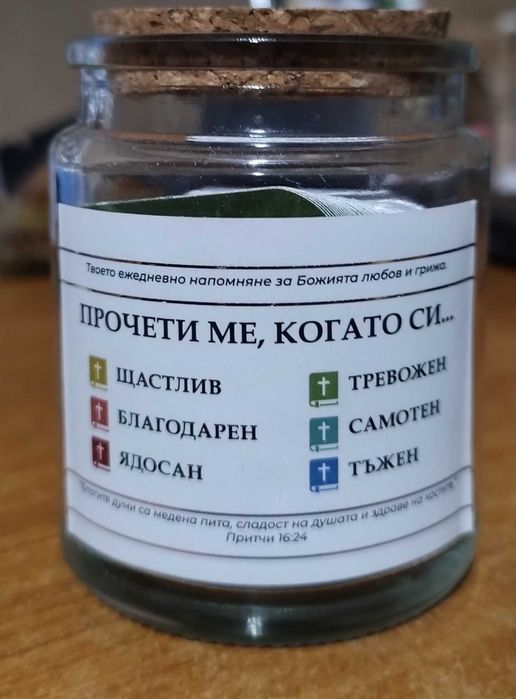 Твоето ежедневно напомняне за Божията любов и грижа.
ПРОЧЕТИ МЕ, КОГАТО СИ...
ЩАСТЛИВ
БЛАГОДАРЕН
ЯДОСАН
ТРЕВОЖЕН
САМОТЕН
ТЪЖЕН
"Благите думи са медена пита, сладост на душата и здраве на костите."
Притчи 16:24